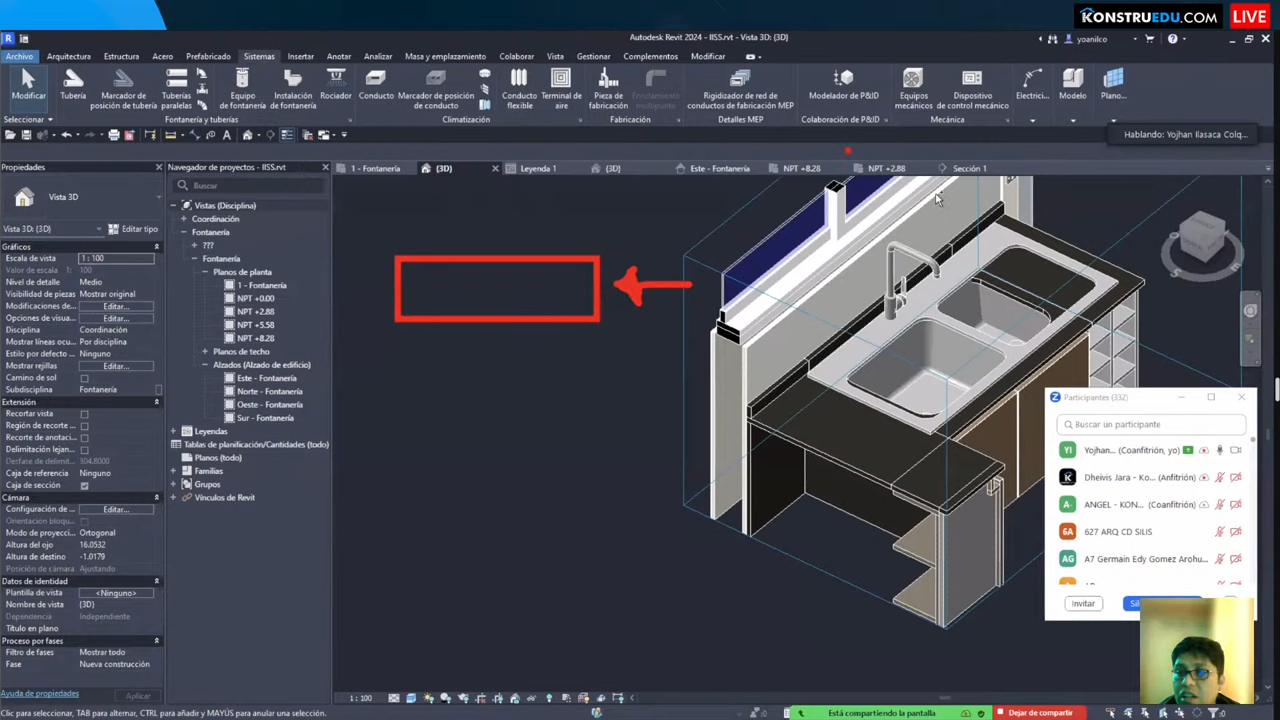 KONSTRUEDU.COM LIVE
Autodesk Revit 2024 - IISS.rvt - Vista 3D: {3D}
yoanilco
Archivo Arquitectura Estructura Acero Prefabricado Sistemas Insertar Anotar Analizar Masa y emplazamiento Colaborar Vista Gestionar Complementos Modificar
Modificar
Tubería
Marcador de posición de tubería
Tuberías paralelas
Equipo de fontanería
Instalación de fontanería
Rociador
Conducto
Marcador de posición de conducto
Conducto flexible
Terminal de aire
Pieza de fabricación
Enrutamiento multipunto
Rigidizador de red de conductos de fabricación MEP
Modelador de P&ID
Equipos mecánicos
Dispositivo de control mecánico
Electrici...
Modelo
Plano...
Seleccionar
Fontanería y tuberías
Climatización
Fabricación
Detalles MEP
Colaboración de P&ID
Mecánica
Hablando: Yojhan Ilasaca Colq...
Propiedades
Navegador de proyectos - IISS.rvt
1 - Fontanería
{3D}
Leyenda 1
{3D}
Este - Fontanería
NPT +8.28
NPT +2.88
Sección 1
Vista 3D
Vista 3D: {3D}
Editar tipo
Gráficos
Escala de vista 1 : 100
Valor de escala 1: 100
Nivel de detalle Medio
Visibilidad de piezas Mostrar original
Modificaciones de... Editar...
Opciones de visua... Editar...
Disciplina Coordinación
Mostrar líneas ocu... Por disciplina
Estilo por defecto ... Ninguno
Mostrar rejillas Editar...
Camino de sol
Subdisciplina Fontanería
Extensión
Recortar vista
Región de recorte ...
Recorte de anotaci...
Delimitación lejan...
Desfase de delimit... 304.8000
Caja de referencia Ninguno
Caja de sección
Cámara
Configuración de ... Editar...
Orientación bloqu...
Modo de proyecci... Ortogonal
Altura del ojo 16.0532
Altura de destino -1.0179
Posición de cámara Ajustando
Datos de identidad
Plantilla de vista <Ninguno>
Nombre de vista {3D}
Dependencia Independiente
Título en plano
Proceso por fases
Filtro de fases Mostrar todo
Fase Nueva construcción
Ayuda de propiedades
Aplicar
Buscar
Vistas (Disciplina)
Coordinación
Fontanería
???
Fontanería
Planos de planta
1 - Fontanería
NPT +0.00
NPT +2.88
NPT +5.58
NPT +8.28
Planos de techo
Alzados (Alzado de edificio)
Este - Fontanería
Norte - Fontanería
Oeste - Fontanería
Sur - Fontanería
Leyendas
Tablas de planificación/Cantidades (todo)
Planos (todo)
Familias
Grupos
Vínculos de Revit
S E
Participantes (332)
Buscar un participante
YI Yojhan... (Coanfitrión, yo)
Dheivis Jara - Ko... (Anfitrión)
A- ANGEL - KON... (Coanfitrión)
6A 627 ARQ CD SILIS
AG A7 Germain Edy Gomez Arohu...
Invitar
1 : 100
Clic para seleccionar, TAB para alternar, CTRL para añadir y MAYÚS para anular una selección.
:0
Está compartiendo la pantalla
Dejar de compartir
:0